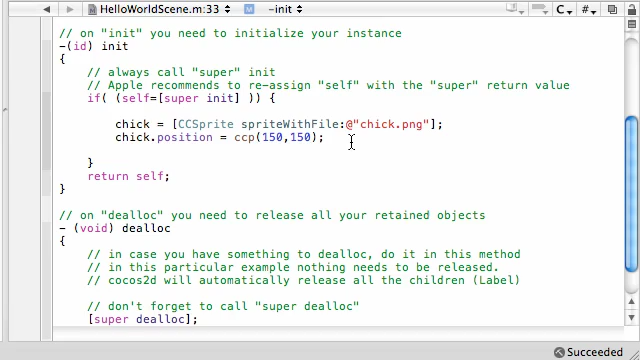 HelloWorldScene.m:33
M
-init
C
#
// on "init" you need to initialize your instance
-(id) init
{
// always call "super" init
// Apple recommends to re-assign "self" with the "super" return value
if( (self=[super init] )) {
chick = [CCSprite spriteWithFile:@"chick.png"];
chick.position = ccp(150,150);
}
return self;
}
// on "dealloc" you need to release all your retained objects
- (void) dealloc
{
// in case you have something to dealloc, do it in this method
// in this particular example nothing needs to be released.
// cocos2d will automatically release all the children (Label)
// don't forget to call "super dealloc"
[super dealloc];
Succeeded